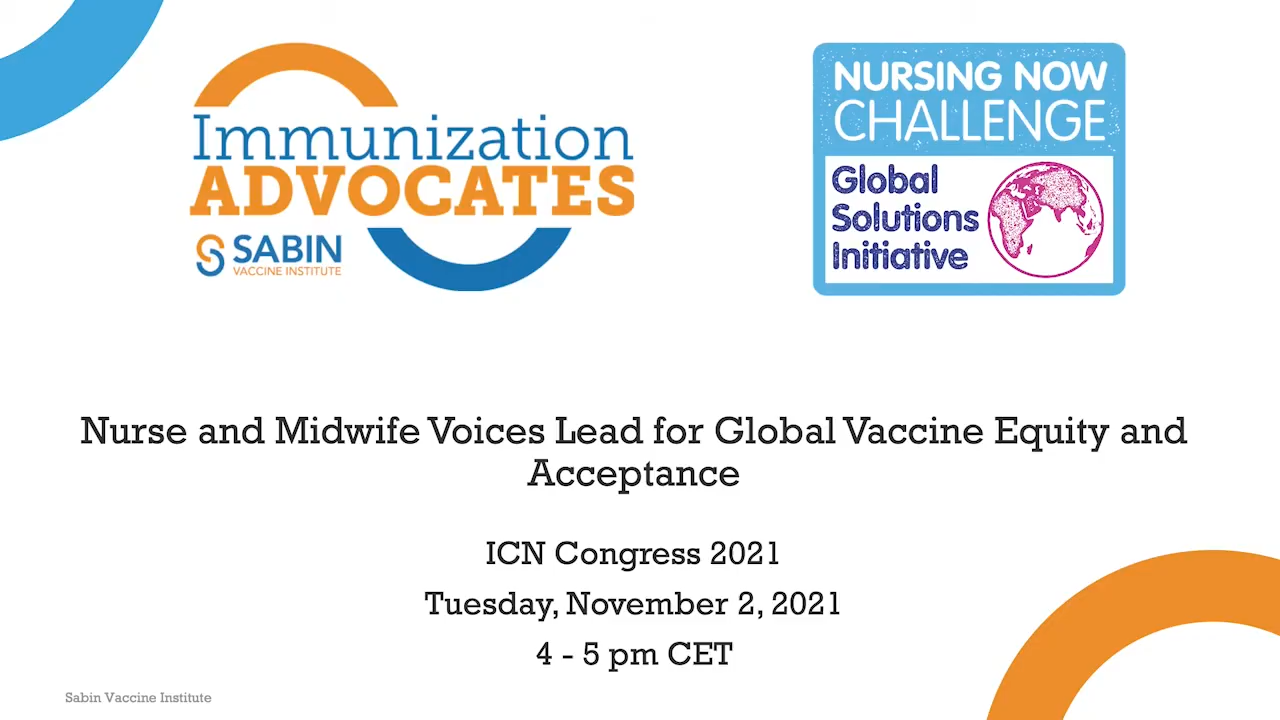 Immunization
ADVOCATES
SABIN
VACCINE INSTITUTE
NURSING NOW
CHALLENGE
Global
Solutions
Initiative
Nurse and Midwife Voices Lead for Global Vaccine Equity and
Acceptance
ICN Congress 2021
Tuesday, November 2, 2021
4 - 5 pm CET
Sabin Vaccine Institute